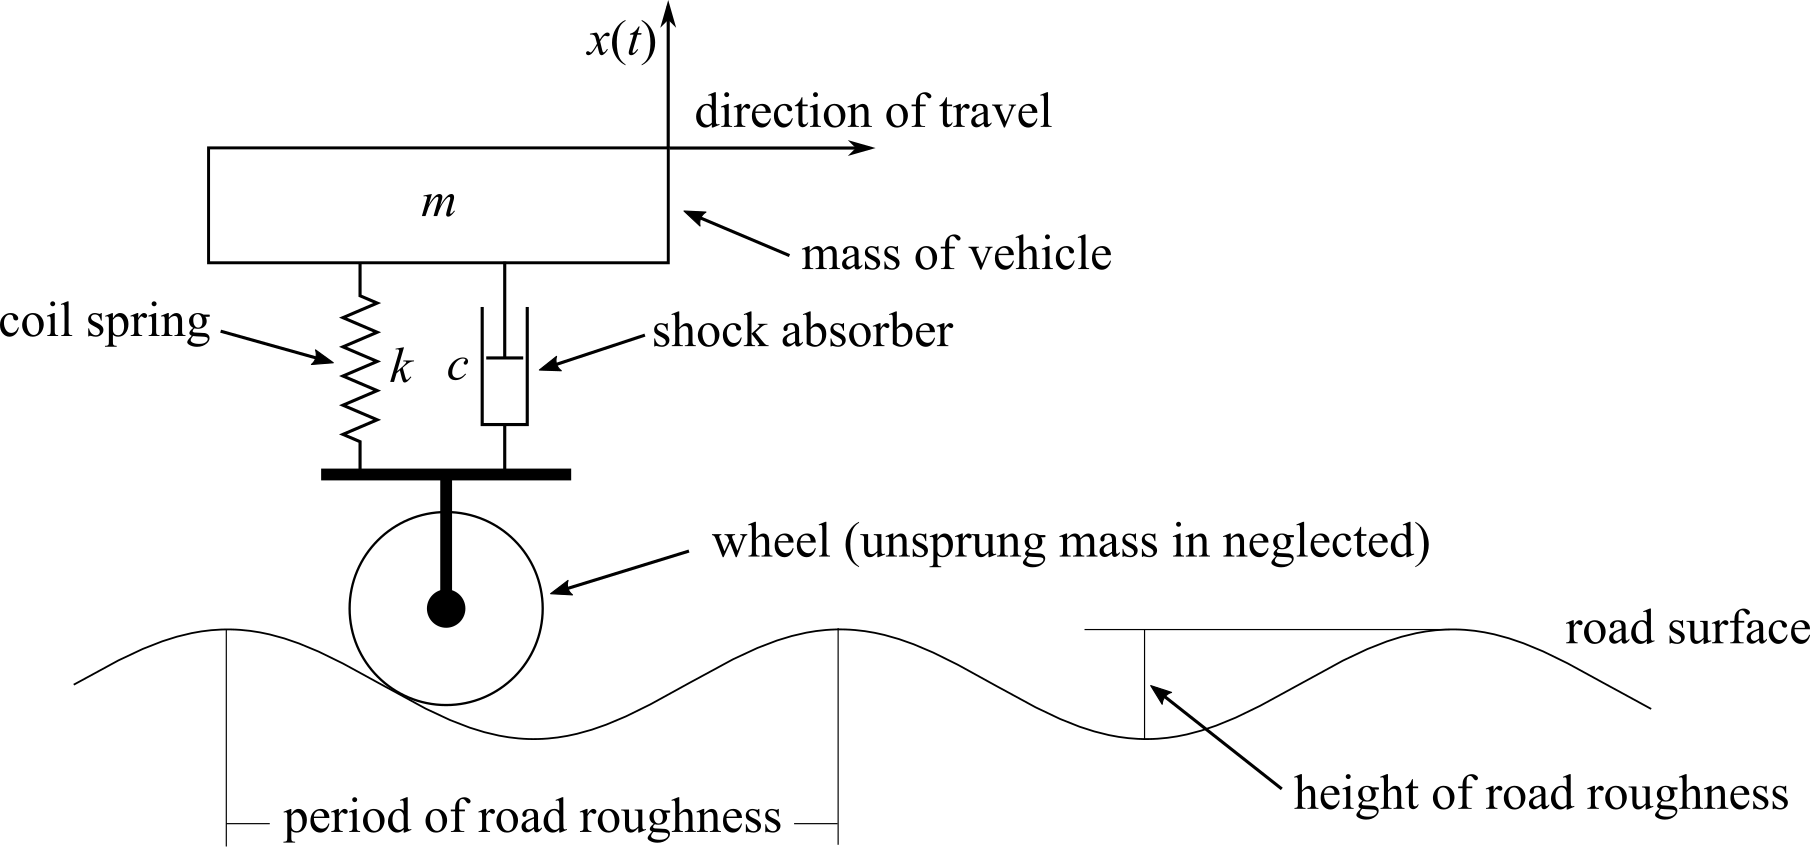 x(t)
direction of travel
m
mass of vehicle
coil spring
k
c
shock absorber
wheel (unsprung mass in neglected)
road surface
height of road roughness
period of road roughness